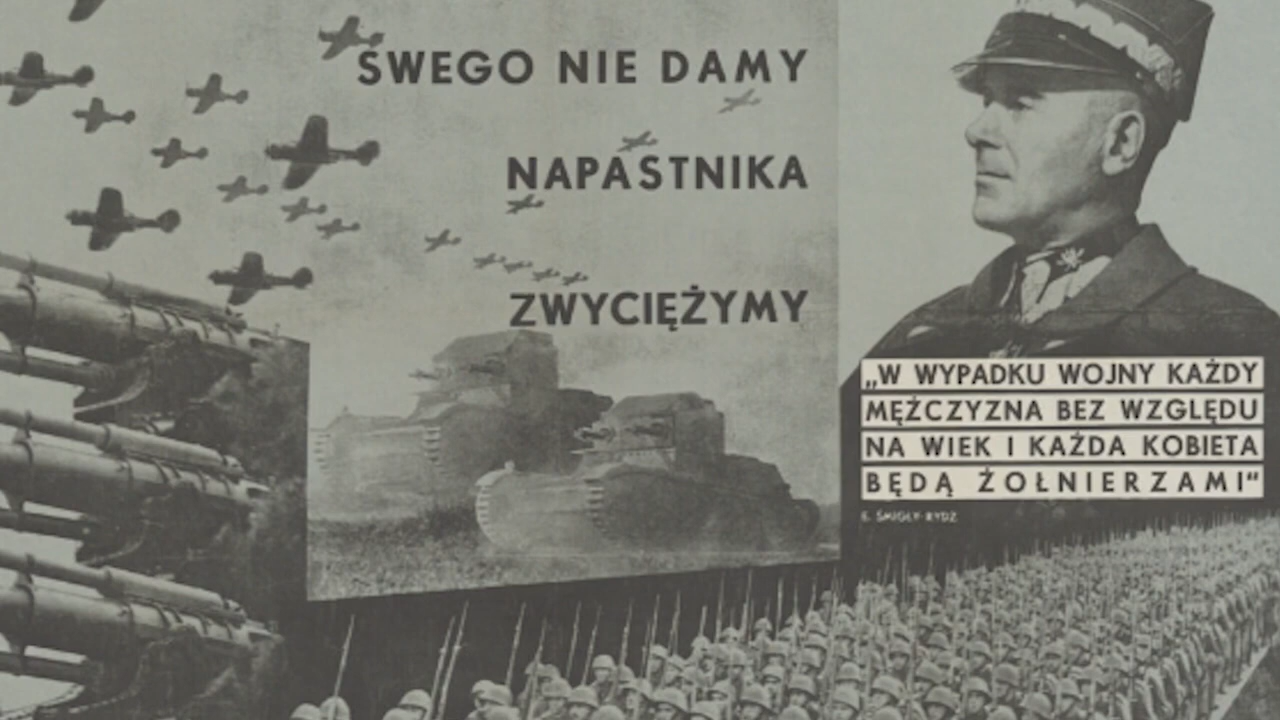 SWEGO NIE DAMY
NAPASTNIKA
ZWYCIĘŻYMY
„W WYPADKU WOJNY KAŻDY
MĘŻCZYZNA BEZ WZGLĘDU
NA WIEK I KAŻDA KOBIETA
BĘDĄ ŻOŁNIERZAMI“
E. ŚMIGŁY-RYDZ